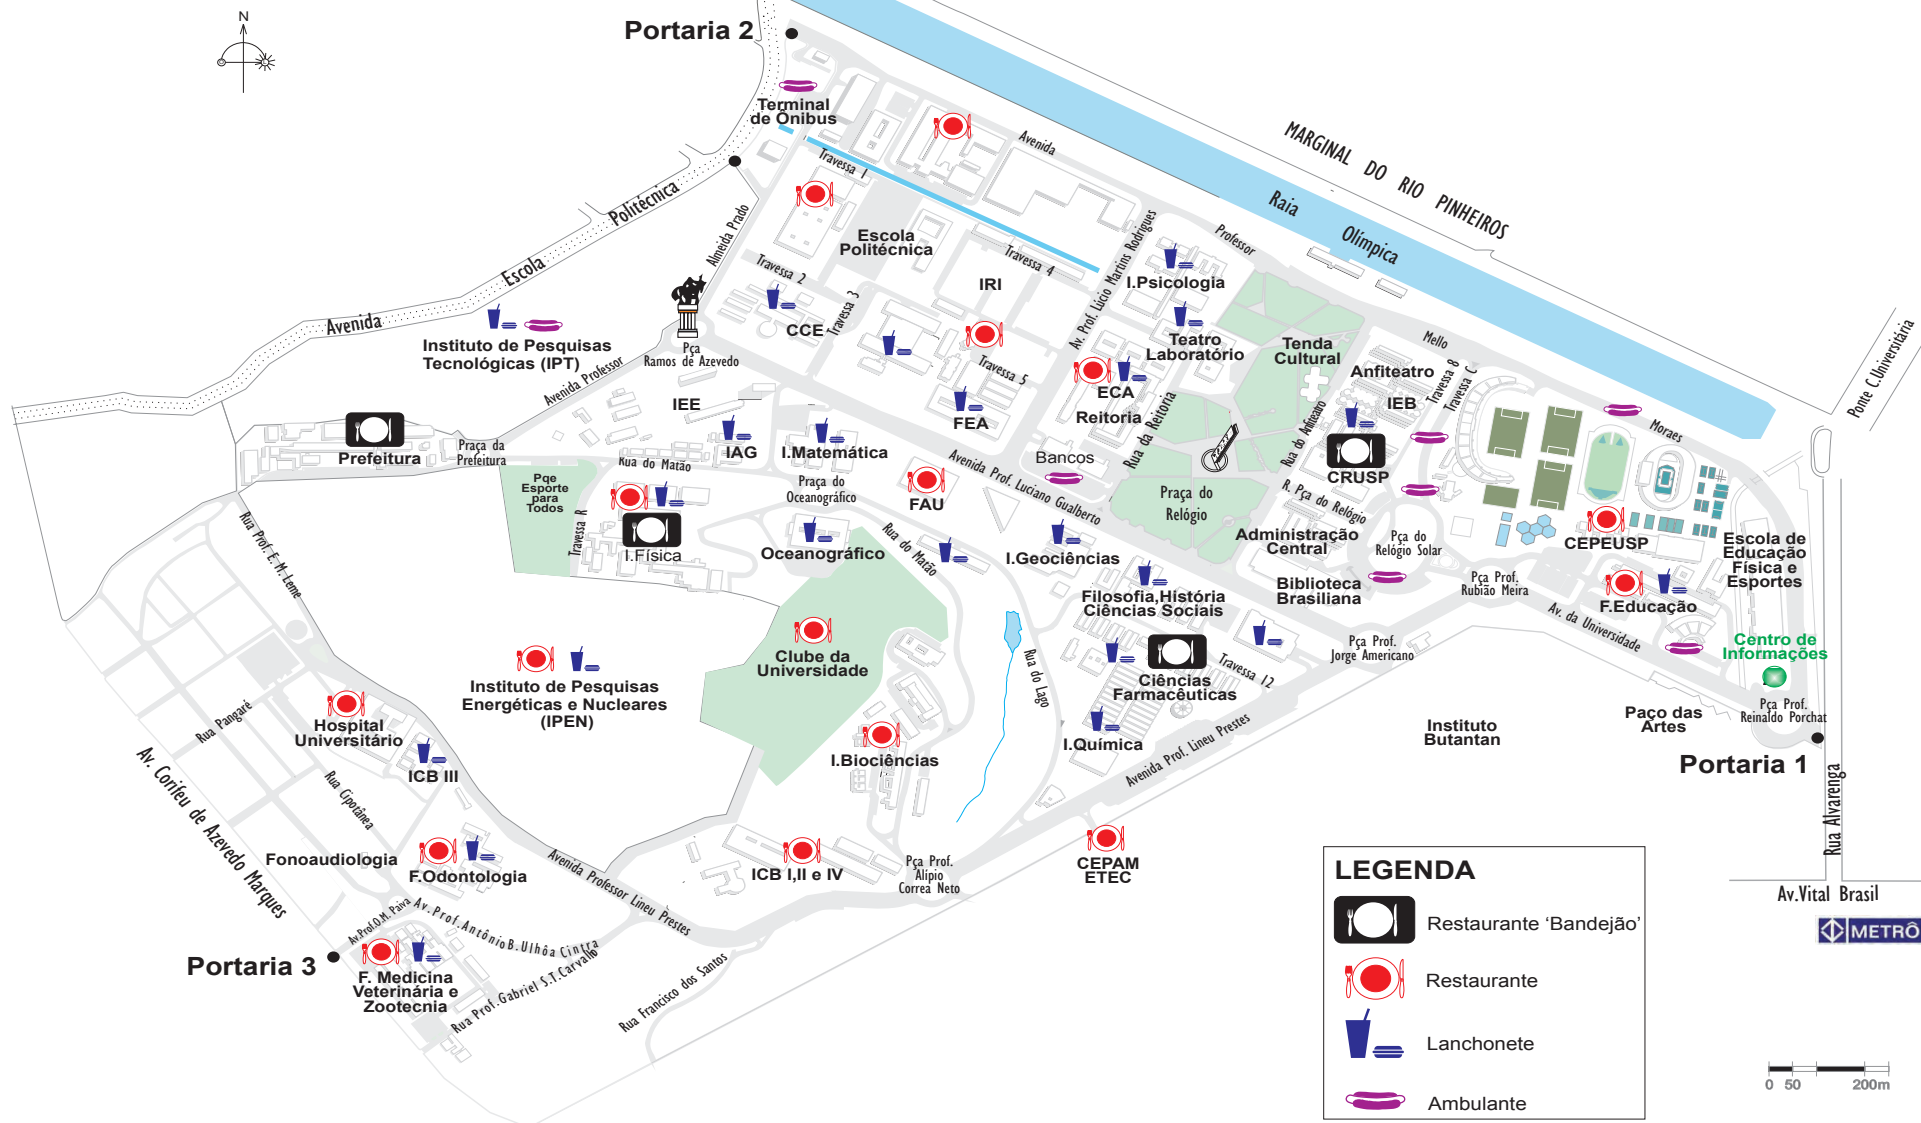 N
Portaria 2
Terminal
de Ônibus
Avenida
MARGINAL DO RIO PINHEIROS
Raia
Olímpica
Travessa 1
Politécnica
Escola
Avenida
Almeida Prado
Escola
Politécnica
Travessa 2
Travessa 3
Travessa 4
Av. Prof. Lúcio Martins Rodrigues
Professor
I.Psicologia
IRI
CCE
Instituto de Pesquisas
Tecnológicas (IPT)
Pça
Ramos de Azevedo
Avenida Professor
Travessa 5
Teatro
Laboratório
Tenda
Cultural
Mello
Ponte C.Universitária
Anfiteatro
Travessa 8
Travessa C
IEB
ECA
Reitoria
Rua da Reitoria
Rua do Anfiteatro
IEE
FEA
Moraes
Prefeitura
Praça da
Prefeitura
Rua do Matão
IAG
I.Matemática
Avenida Prof. Luciano Gualberto
Bancos
CRUSP
Pqe
Esporte
para
Todos
Praça do
Oceanográfico
FAU
Praça do
Relógio
R. Pça do Relógio
Travessa R
I.Física
Oceanográfico
Rua do Matão
I.Geociências
Administração
Central
Pça do
Relógio Solar
CEPEUSP
Escola de
Educação
Física e
Esportes
Rua Prof. E. M. Leme
Filosofia,História
Ciências Sociais
Biblioteca
Brasiliana
Pça Prof.
Rubião Meira
F.Educação
Av. da Universidade
Clube da
Universidade
Rua do Lago
Pça Prof.
Jorge Americano
Centro de
Informações
Instituto de Pesquisas
Energéticas e Nucleares
(IPEN)
Ciências
Farmacêuticas
Travessa 12
Rua Pangaré
Hospital
Universitário
Instituto
Butantan
Paço das
Artes
Pça Prof.
Reinaldo Porchat
I.Química
Avenida Prof. Lineu Prestes
I.Biociências
Portaria 1
ICB III
Av. Corifeu de Azevedo Marques
Rua Cipotânea
Rua Alvarenga
Fonoaudiologia
F.Odontologia
Avenida Professor Lineu Prestes
ICB I,II e IV
Pça Prof.
Alípio
Correa Neto
CEPAM
ETEC
Av.Vital Brasil
METRÔ
Av.Prof.O.M. Paiva
Av.Prof.Antônio B.Ulhôa Cintra
Portaria 3
F. Medicina
Veterinária e
Zootecnia
Rua Prof.Gabriel S.T.Carvalho
Rua Francisco dos Santos
LEGENDA
Restaurante ‘Bandejão’
Restaurante
Lanchonete
Ambulante
0 50 200m